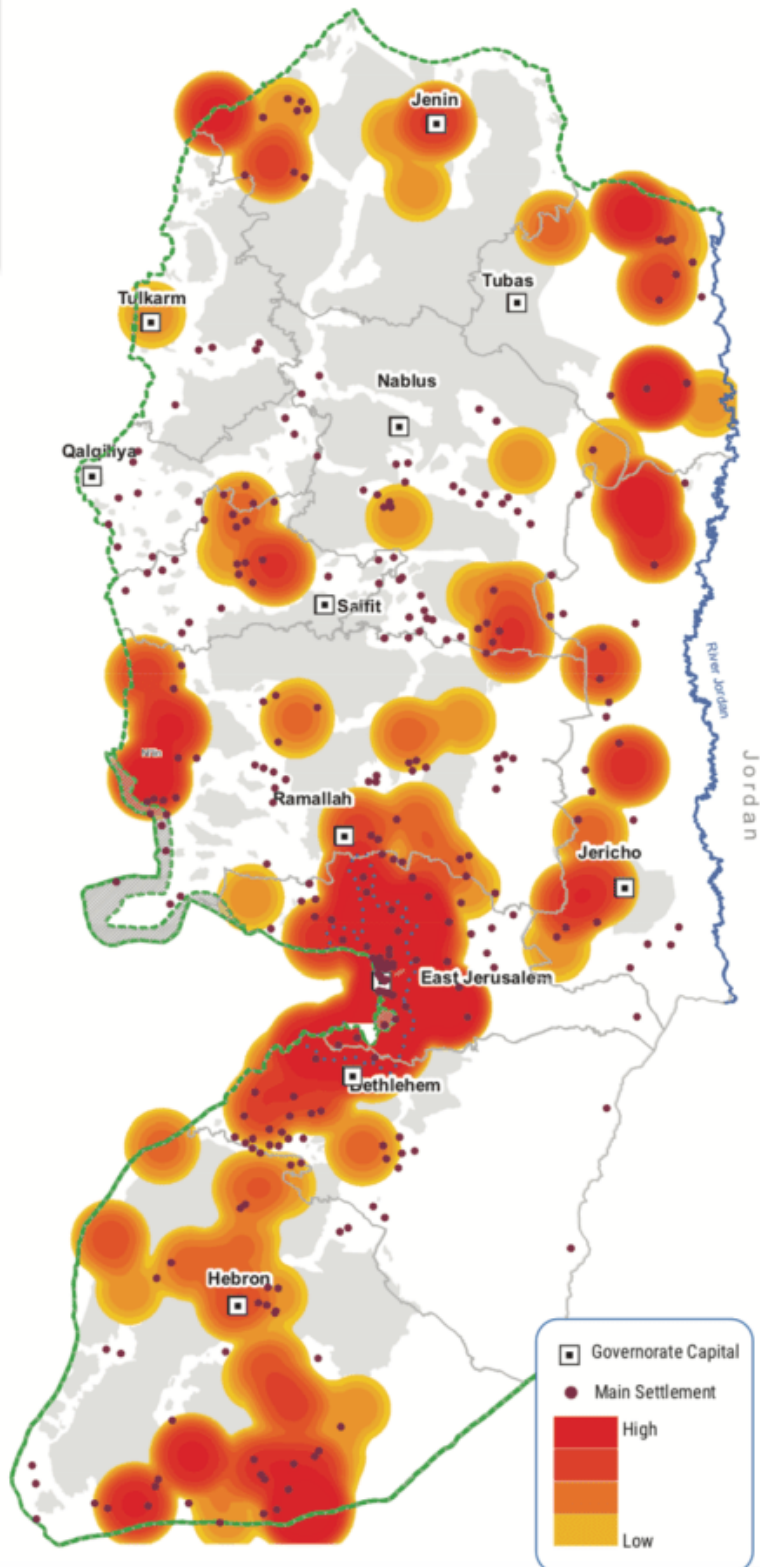 Jenin
Tulkarm
Tubas
Nablus
Qalqiliya
Salfit
River Jordan
Jordan
Ramallah
Jericho
East Jerusalem
Bethlehem
Hebron
Governorate Capital
Main Settlement
High
Low